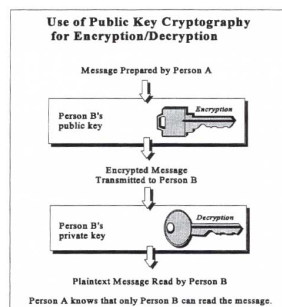 Use of Public Key Cryptography
for Encryption/Decryption
Message Prepared by Person A
Person B's
public key
Encryption
Encrypted Message
Transmitted to Person B
Person B's
private key
Decryption
Plaintext Message Read by Person B
Person A knows that only Person B can read the message.